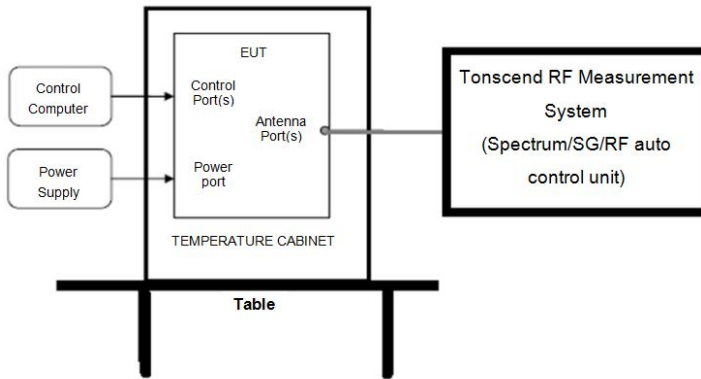 Control
Computer
Power
Supply
EUT
Control
Port(s)
Antenna
Port(s)
Power
port
TEMPERATURE CABINET
Table
Tonscend RF Measurement
System
(Spectrum/SG/RF auto
control unit)